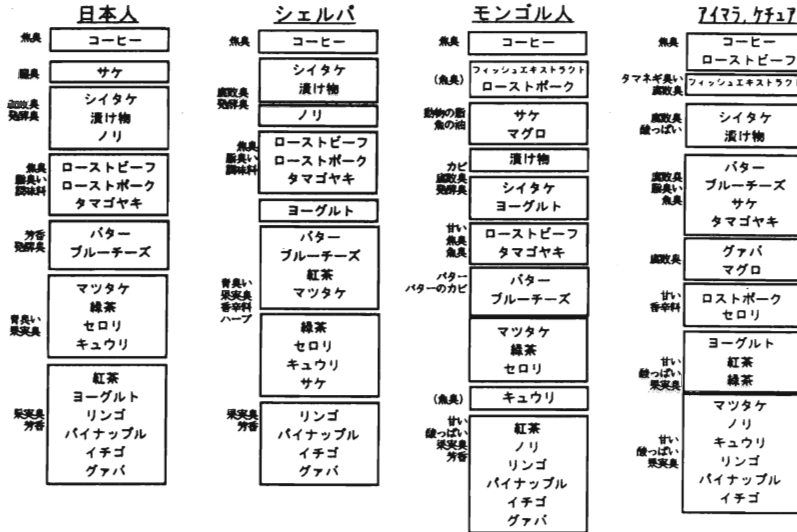 日本人
焦臭
コーヒー
腥臭
サケ
腐敗臭
発酵臭
シイタケ
漬け物
ノリ
焦臭
脂臭い
調味料
ローストビーフ
ローストポーク
タマゴヤキ
芳香
発酵臭
バター
ブルーチーズ
青臭い
果実臭
マツタケ
緑茶
セロリ
キュウリ
果実臭
芳香
紅茶
ヨーグルト
リンゴ
パイナップル
イチゴ
グァバ
シェルパ
焦臭
コーヒー
腐敗臭
発酵臭
シイタケ
漬け物
ノリ
焦臭
脂臭い
調味料
ローストビーフ
ローストポーク
タマゴヤキ
ヨーグルト
青臭い
果実臭
香辛料
ハーブ
バター
ブルーチーズ
紅茶
マツタケ
緑茶
セロリ
キュウリ
サケ
果実臭
芳香
リンゴ
パイナップル
イチゴ
グァバ
モンゴル人
焦臭
コーヒー
(魚臭)
フィッシュエキストラクト
ローストポーク
動物の脂
魚の油
サケ
マグロ
漬け物
カビ
腐敗臭
発酵臭
シイタケ
ヨーグルト
甘い
焦臭
魚臭
ローストビーフ
タマゴヤキ
バター
バターのカビ
バター
ブルーチーズ
マツタケ
緑茶
セロリ
(魚臭)
キュウリ
甘い
酸っぱい
果実臭
芳香
紅茶
ノリ
リンゴ
パイナップル
イチゴ
グァバ
アイマラ,ケチュア
焦臭
コーヒー
ローストビーフ
タマネギ臭い
腐敗臭
フィッシュエキストラクト
腐敗臭
酸っぱい
シイタケ
漬け物
腐敗臭
脂臭い
魚臭
バター
ブルーチーズ
サケ
タマゴヤキ
腐敗臭
グァバ
マグロ
甘い
香辛料
ロストポーク
セロリ
甘い
酸っぱい
果実臭
ヨーグルト
紅茶
緑茶
甘い
酸っぱい
果実臭
マツタケ
ノリ
キュウリ
リンゴ
パイナップル
イチゴ